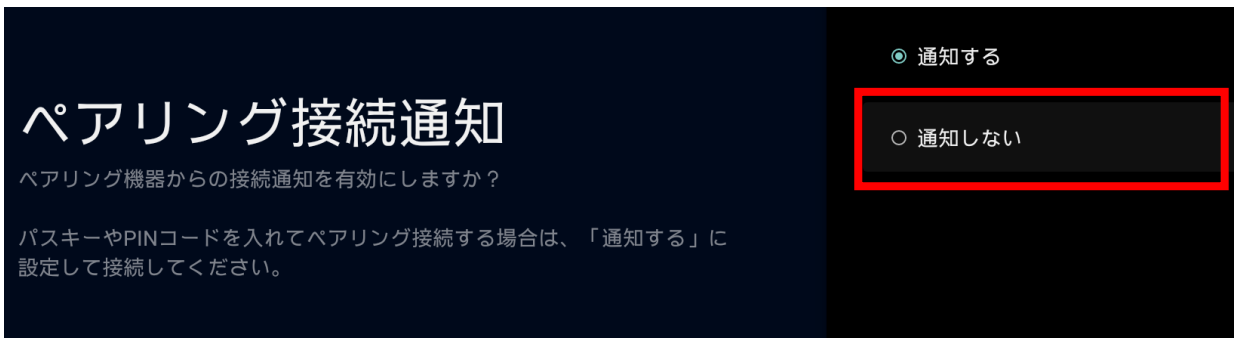 ペアリング接続通知
ペアリング機器からの接続通知を有効にしますか？
パスキーやPINコードを入れてペアリング接続する場合は、「通知する」に
設定して接続してください。
通知する
通知しない